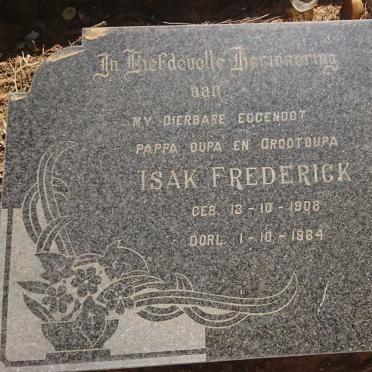 In Liefdevolle Herinnering
aan
MY DIERBARE EGGENOOT
PAPPA OUPA EN OROOTOUPA
ISAK FREDERICK
GEB. 13-10-1908
OORL. 1-10-1984